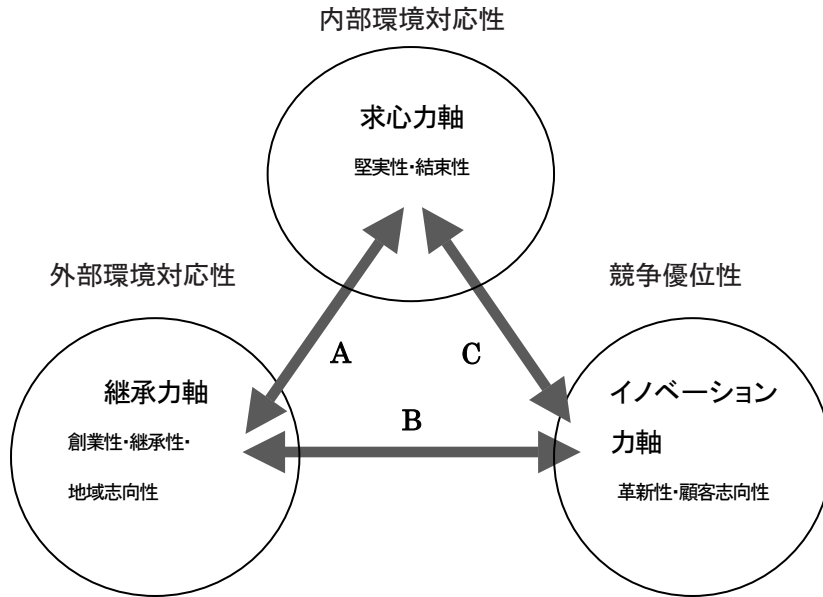 内部環境対応性
求心力軸
堅実性・結束性
外部環境対応性
競争優位性
A
C
継承力軸
創業性・継承性・
地域志向性
B
イノベーション
力軸
革新性・顧客志向性